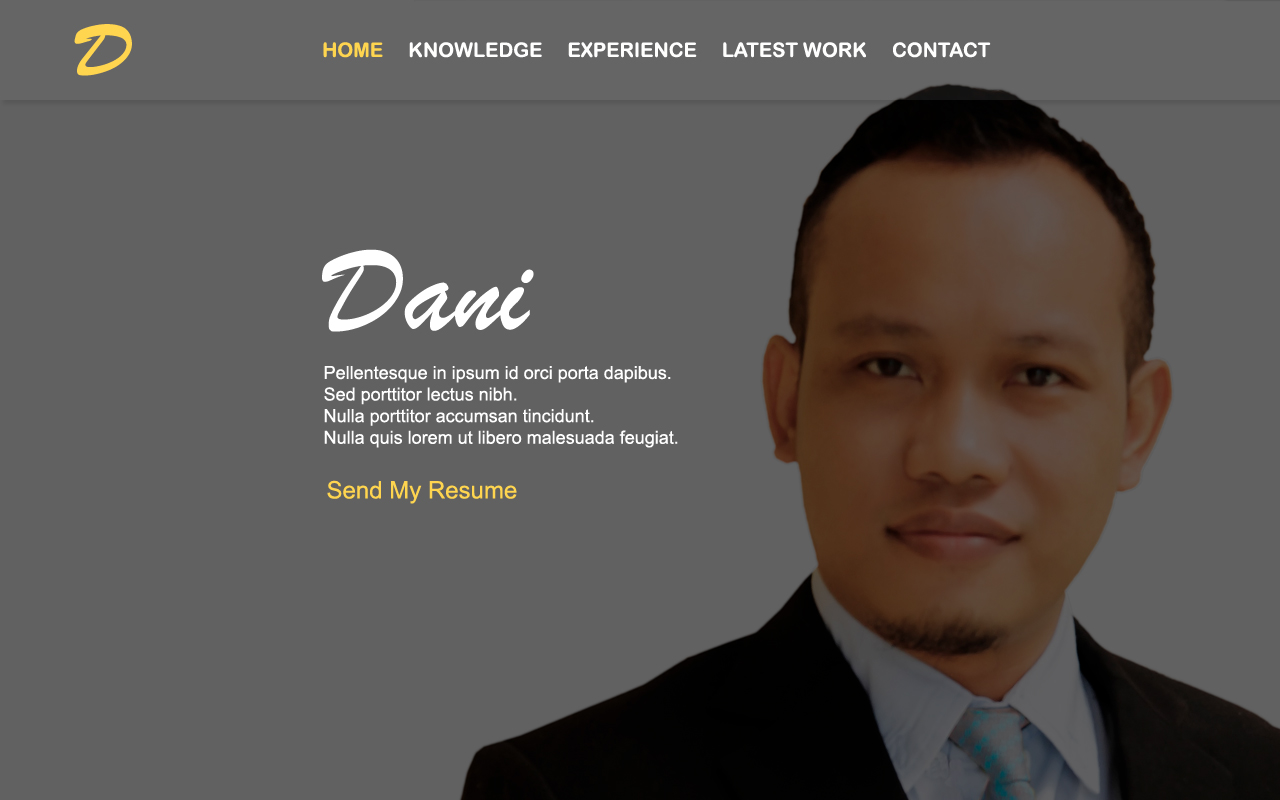 D
HOME KNOWLEDGE EXPERIENCE LATEST WORK CONTACT
Dani
Pellentesque in ipsum id orci porta dapibus.
Sed porttitor lectus nibh.
Nulla porttitor accumsan tincidunt.
Nulla quis lorem ut libero malesuada feugiat.
Send My Resume